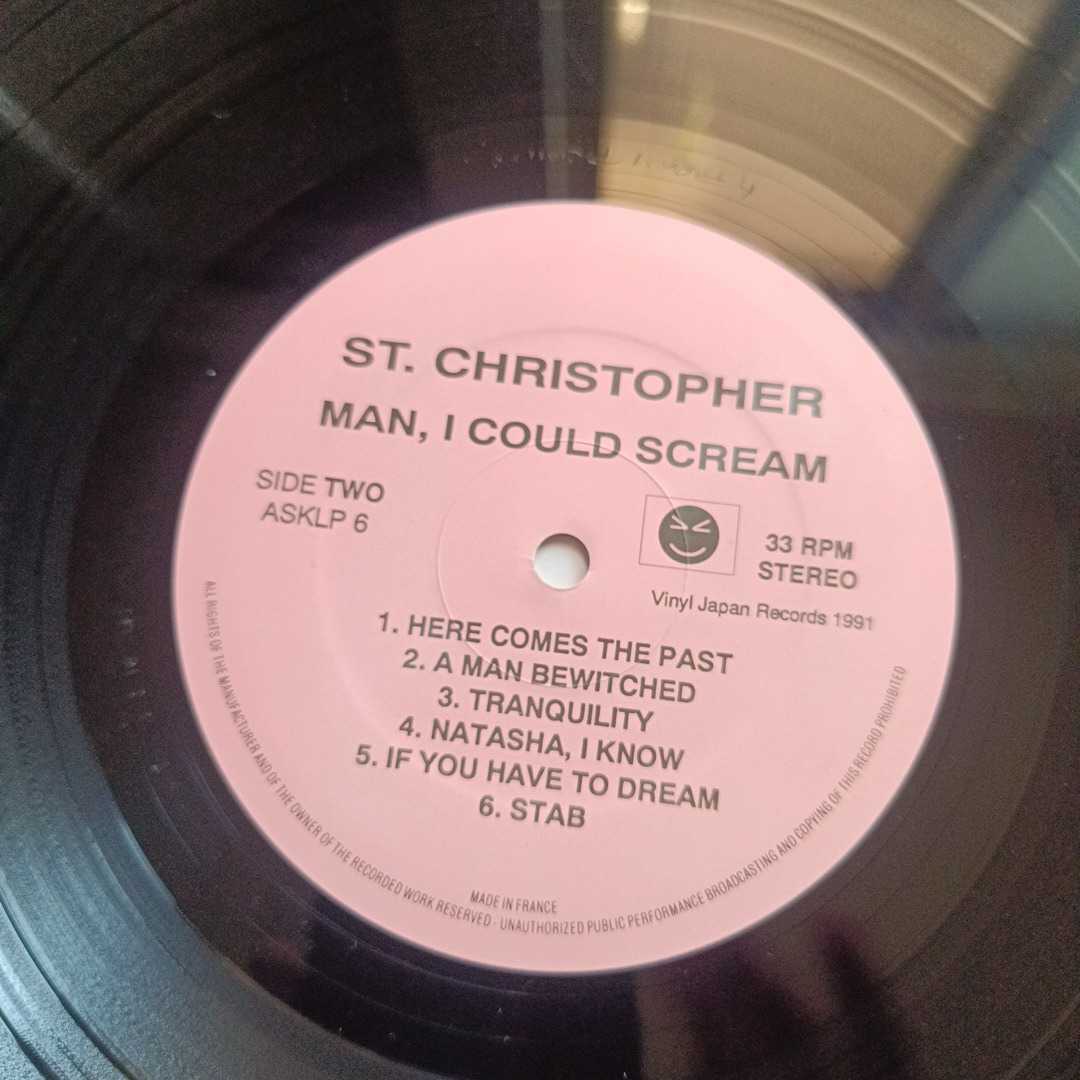 ST. CHRISTOPHER
MAN, I COULD SCREAM
SIDE TWO
ASKLP 6
33 RPM
STEREO
Vinyl Japan Records 1991
1. HERE COMES THE PAST
2. A MAN BEWITCHED
3. TRANQUILITY
4. NATASHA, I KNOW
5. IF YOU HAVE TO DREAM
6. STAB
MADE IN FRANCE
ALL RIGHTS OF THE MANUFACTURER AND OF THE OWNER OF THE RECORDED WORK RESERVED - UNAUTHORIZED PUBLIC PERFORMANCE BROADCASTING AND COPYING OF THIS RECORD PROHIBITED